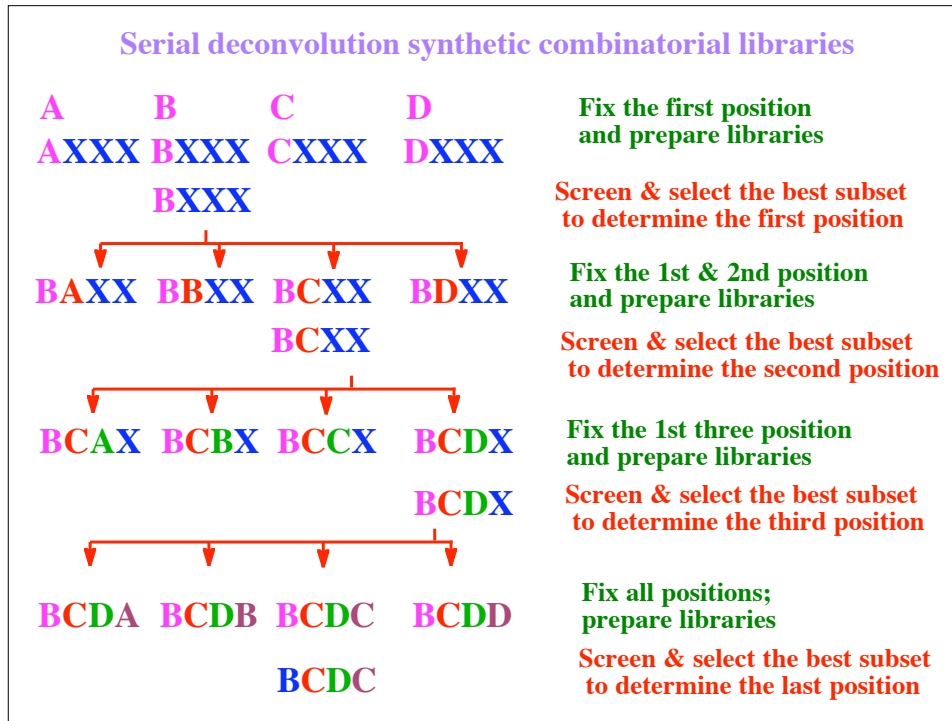 Serial deconvolution synthetic combinatorial libraries
A B C D
Fix the first position
and prepare libraries
AXXX BXXX CXXX DXXX
BXXX
Screen & select the best subset
to determine the first position
BAXX BBXX BCXX BDXX
Fix the 1st & 2nd position
and prepare libraries
BCXX
Screen & select the best subset
to determine the second position
BCAX BCBX BCCX BCDX
Fix the 1st three position
and prepare libraries
BCDX
Screen & select the best subset
to determine the third position
BCDA BCDB BCDC BCDD
Fix all positions;
prepare libraries
BCDC
Screen & select the best subset
to determine the last position